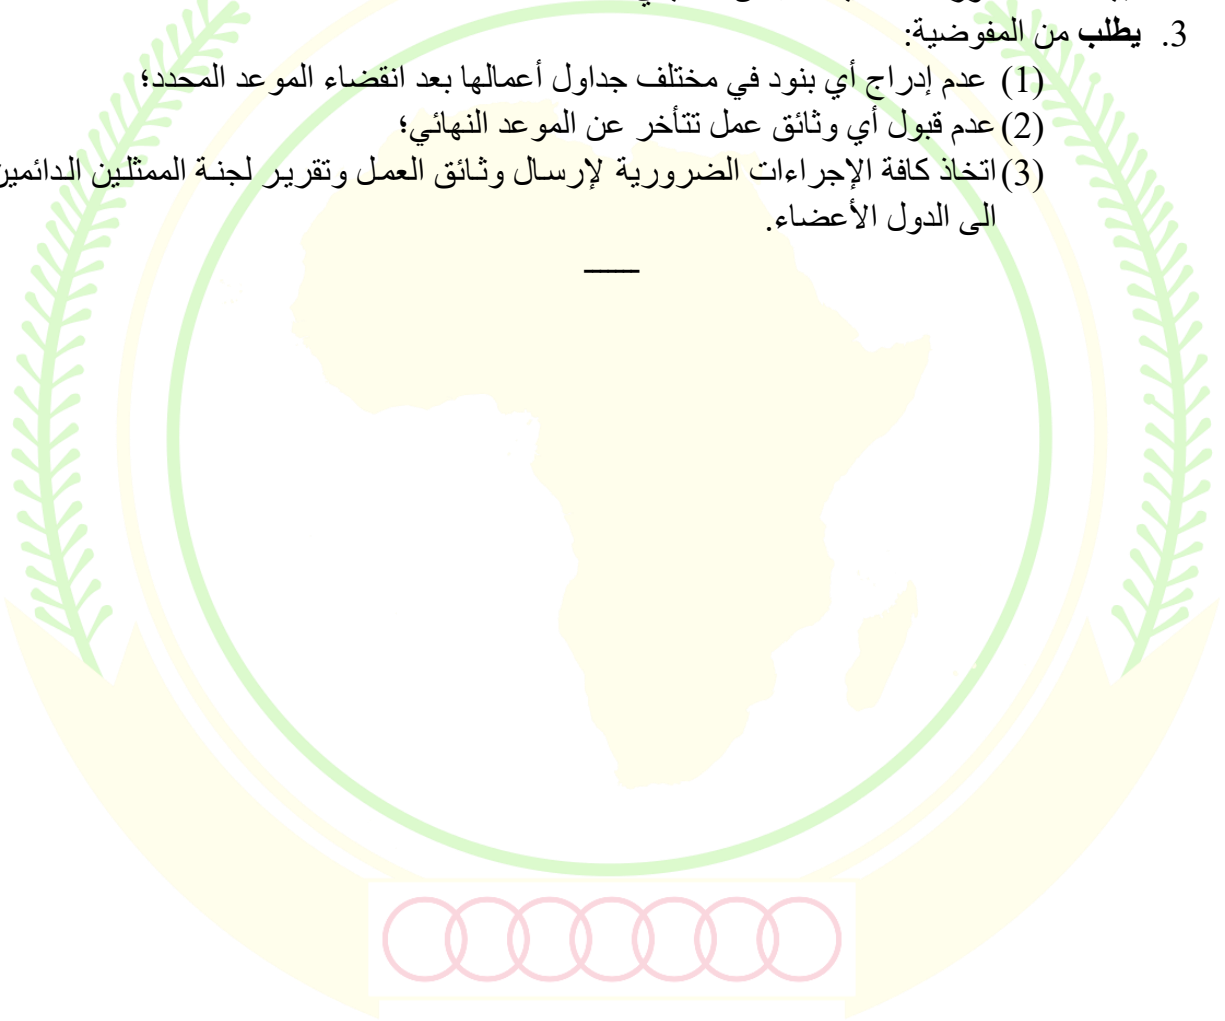 3. يطلب من المفوضية:
(1) عدم إدراج أي بنود في مختلف جداول أعمالها بعد انقضاء الموعد المحدد؛
(2) عدم قبول أي وثائق عمل تتأخر عن الموعد النهائي؛
(3) اتخاذ كافة الإجراءات الضرورية لإرسال وثائق العمل وتقرير لجنة الممثلين الدائمين
الى الدول الأعضاء.